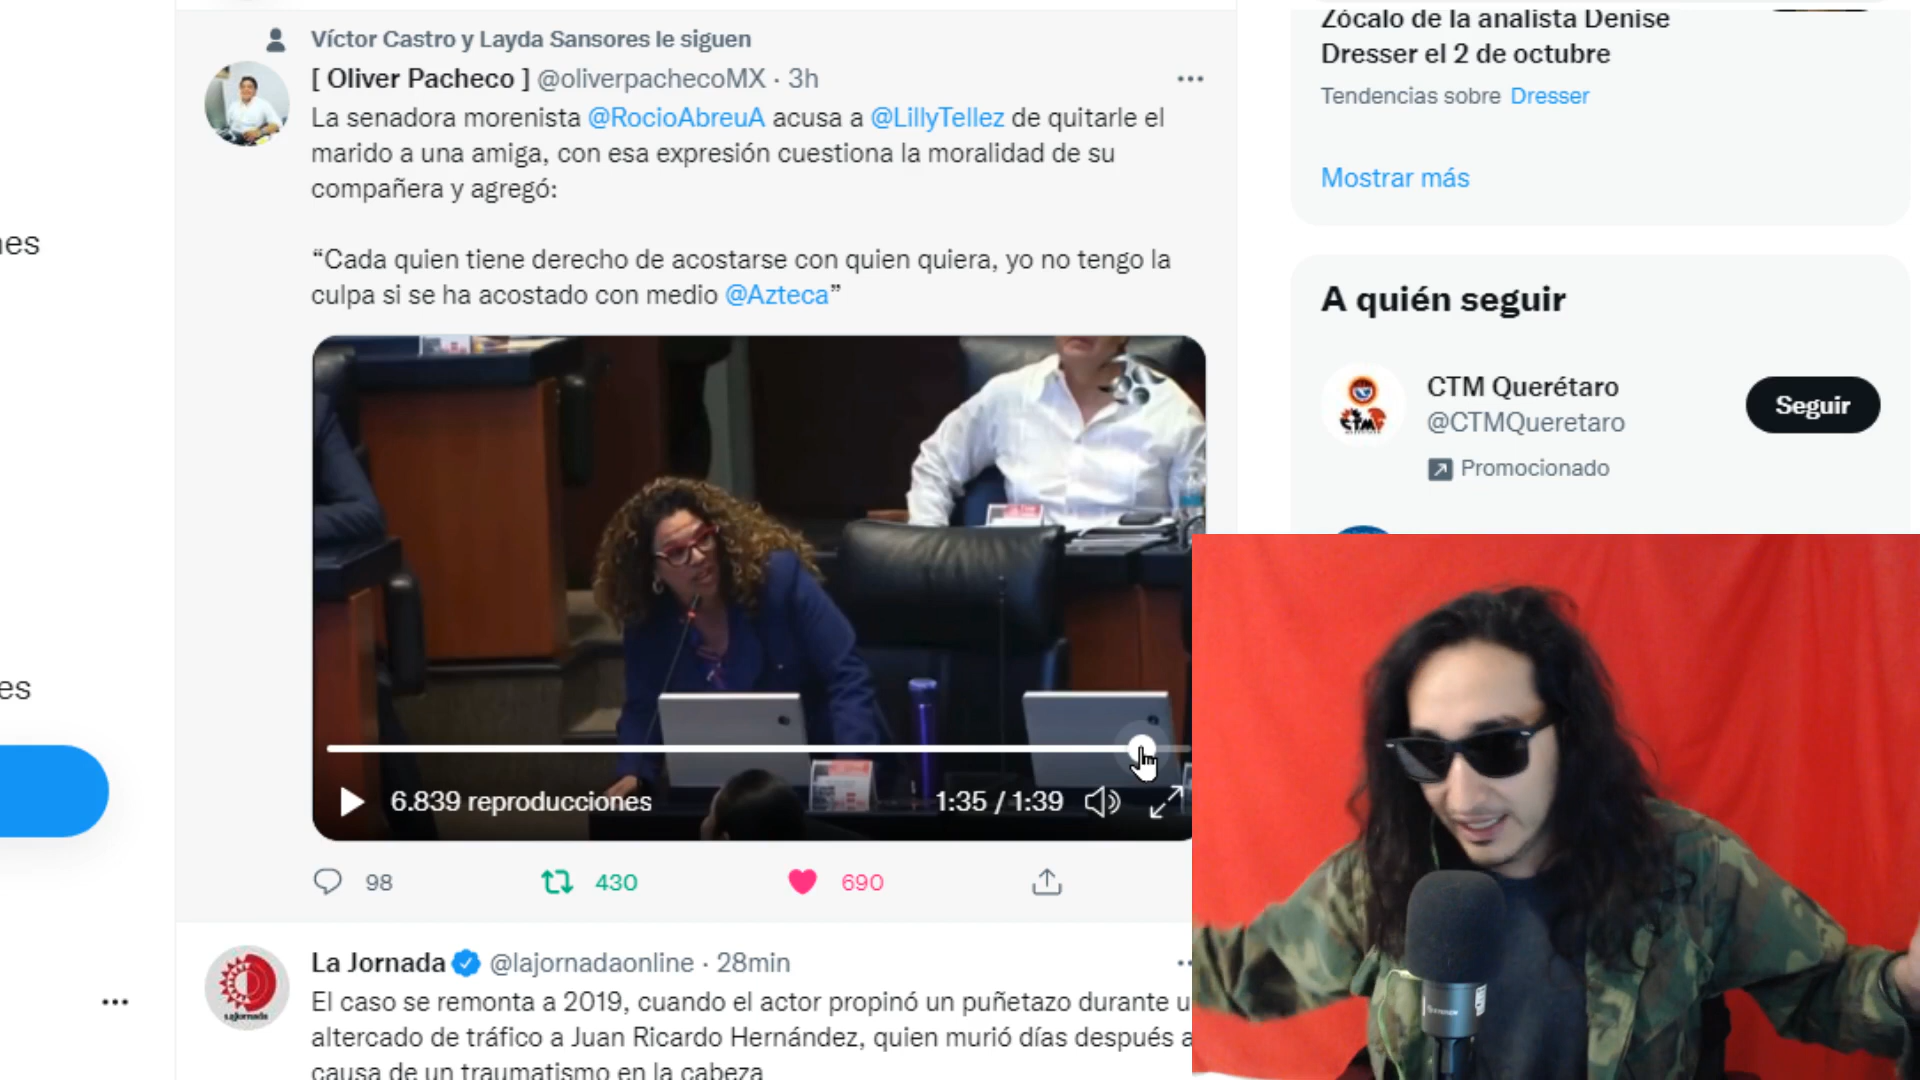 Víctor Castro y Layda Sansores le siguen
[ Oliver Pacheco ] @oliverpachecoMX · 3h
La senadora morenista @RocioAbreuA acusa a @LillyTellez de quitarle el
marido a una amiga, con esa expresión cuestiona la moralidad de su
compañera y agregó:
“Cada quien tiene derecho de acostarse con quien quiera, yo no tengo la
culpa si se ha acostado con medio @Azteca”
6.839 reproducciones
1:35 / 1:39
98
430
690
La Jornada @lajornadaonline · 28min
El caso se remonta a 2019, cuando el actor propinó un puñetazo durante u
altercado de tráfico a Juan Ricardo Hernández, quien murió días después a
causa de un traumatismo en la cabeza
Zócalo de la analista Denise
Dresser el 2 de octubre
Tendencias sobre Dresser
Mostrar más
A quién seguir
CTM Querétaro
@CTMQueretaro
Promocionado
Seguir
nes
es